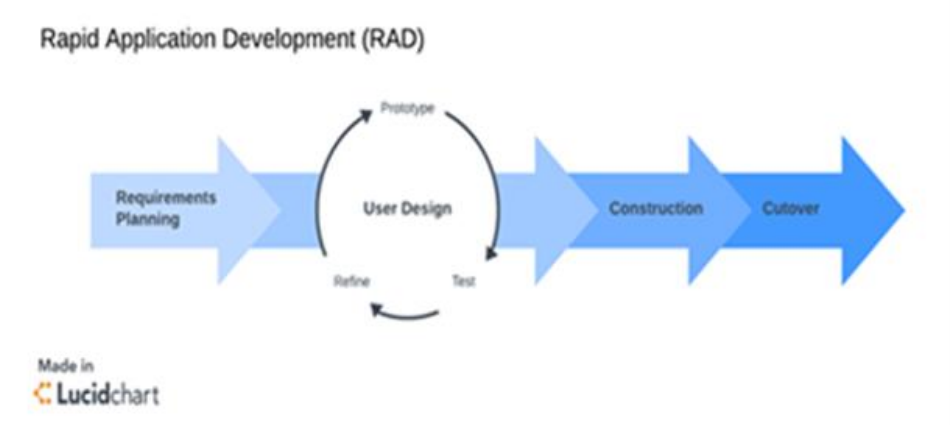 Rapid Application Development (RAD)
Prototype
Requirements
Planning
User Design
Construction
Cutover
Refine
Test
Made in
Lucidchart